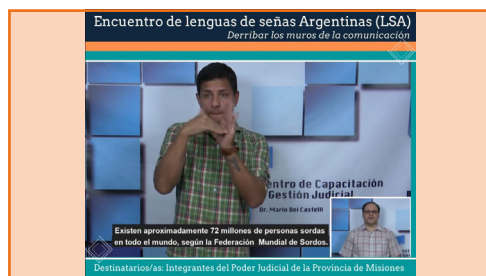 Encuentro de lenguas de señas Argentinas (LSA)
Derribar los muros de la comunicación
entro de Capacitación
Gestión Judicial
Dr. Mario Dei Castelli
Existen aproximadamente 72 millones de personas sordas
en todo el mundo, según la Federación Mundial de Sordos.
Destinatarios/as: Integrantes del Poder Judicial de la Provincia de Misiones